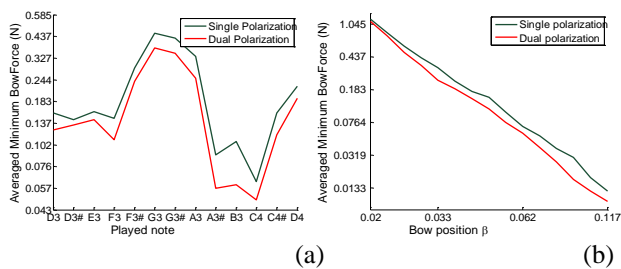 0.585
0.437
0.327
0.244
0.183
0.137
0.102
0.076
0.057
0.043
Averaged Minimum BowForce (N)
Single Polarization
Dual Polarization
D3 D3# E3 F3 F3# G3 G3# A3 A3# B3 C4 C4# D4
Played note
(a)
1.045
0.437
0.183
0.0764
0.0319
0.0133
Averaged Minimum BowForce (N)
Single polarization
Dual polarization
0.02 0.033 0.062 0.117
Bow position β
(b)